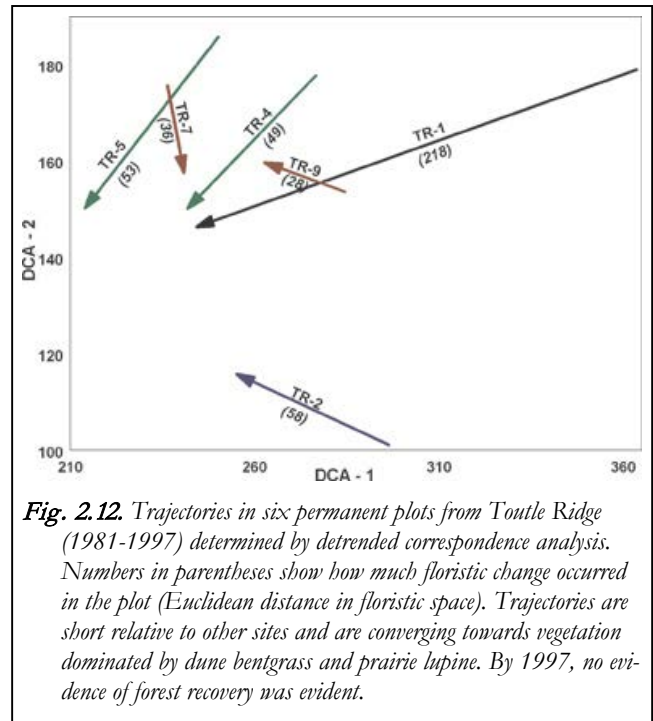 180
160
140
120
100
DCA - 2
210
260
310
360
DCA - 1
TR-5
(53)
TR-7
(36)
TR-4
(49)
TR-9
(28)
TR-1
(218)
TR-2
(58)
Fig. 2.12. Trajectories in six permanent plots from Toutle Ridge
(1981-1997) determined by detrended correspondence analysis.
Numbers in parentheses show how much floristic change occurred
in the plot (Euclidean distance in floristic space). Trajectories are
short relative to other sites and are converging towards vegetation
dominated by dune bentgrass and prairie lupine. By 1997, no evi-
dence of forest recovery was evident.